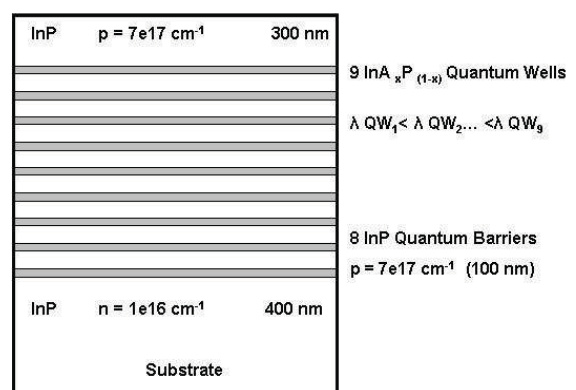 InP p = 7e17 cm⁻¹ 300 nm
9 InA ₓP ₍₁₋ₓ₎ Quantum Wells
λ QW₁< λ QW₂... <λ QW₉
8 InP Quantum Barriers
p = 7e17 cm⁻¹ (100 nm)
InP n = 1e16 cm⁻¹ 400 nm
Substrate